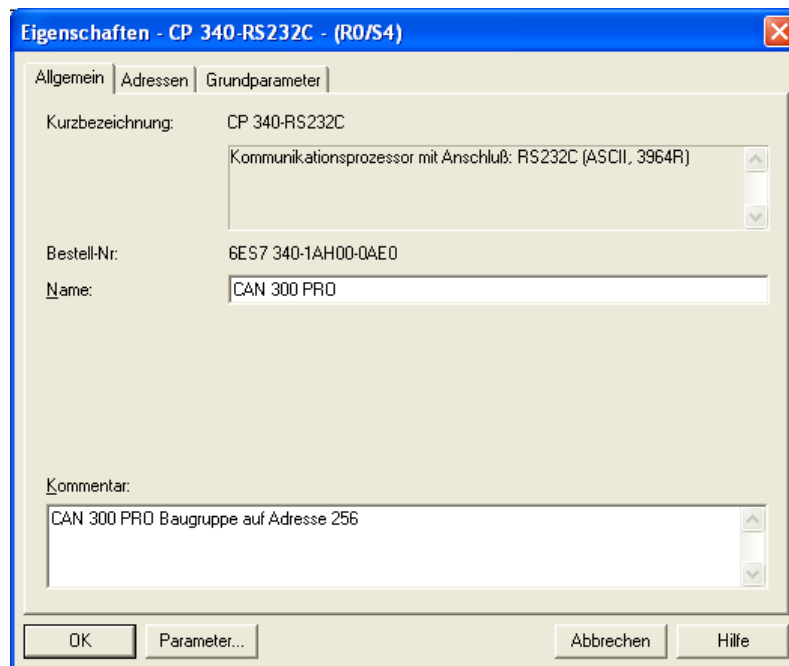 Eigenschaften - CP 340-RS232C - (R0/S4)
Allgemein Adressen Grundparameter
Kurzbezeichnung: CP 340-RS232C
Kommunikationsprozessor mit Anschluß: RS232C (ASCII, 3964R)
Bestell-Nr: 6ES7 340-1AH00-0AE0
Name: CAN 300 PRO
Kommentar:
CAN 300 PRO Baugruppe auf Adresse 256
OK Parameter... Abbrechen Hilfe